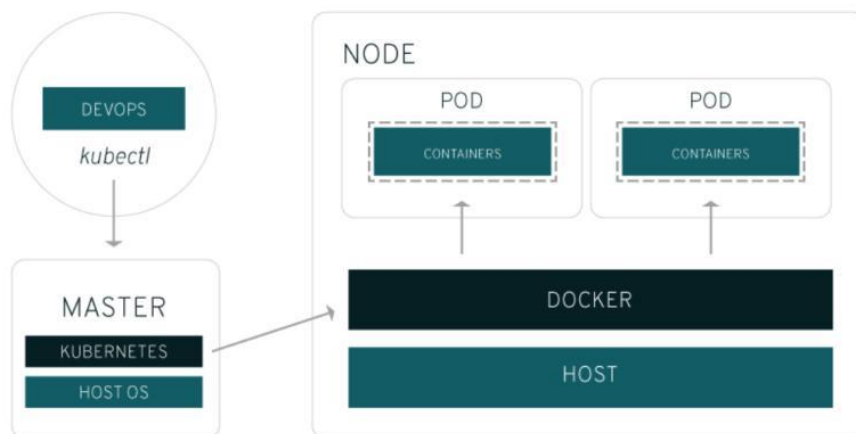 DEVOPS
kubectl
MASTER
KUBERNETES
HOST OS
NODE
POD
CONTAINERS
POD
CONTAINERS
DOCKER
HOST